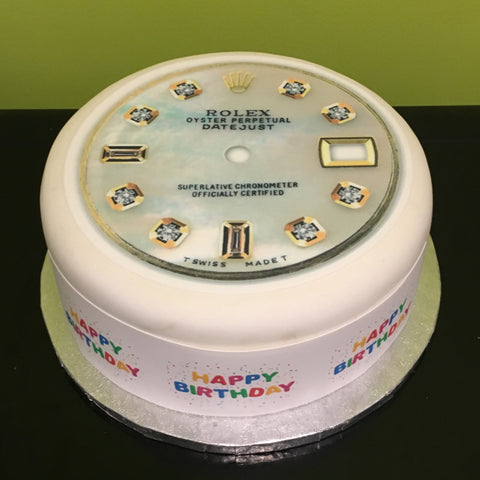 ROLEX
OYSTER PERPETUAL
DATEJUST
SUPERLATIVE CHRONOMETER
OFFICIALLY CERTIFIED
T SWISS MADE T
HAPPY
BIRTHDAY
HAPPY
BIRTHDAY
HAPPY
BIRTHDAY